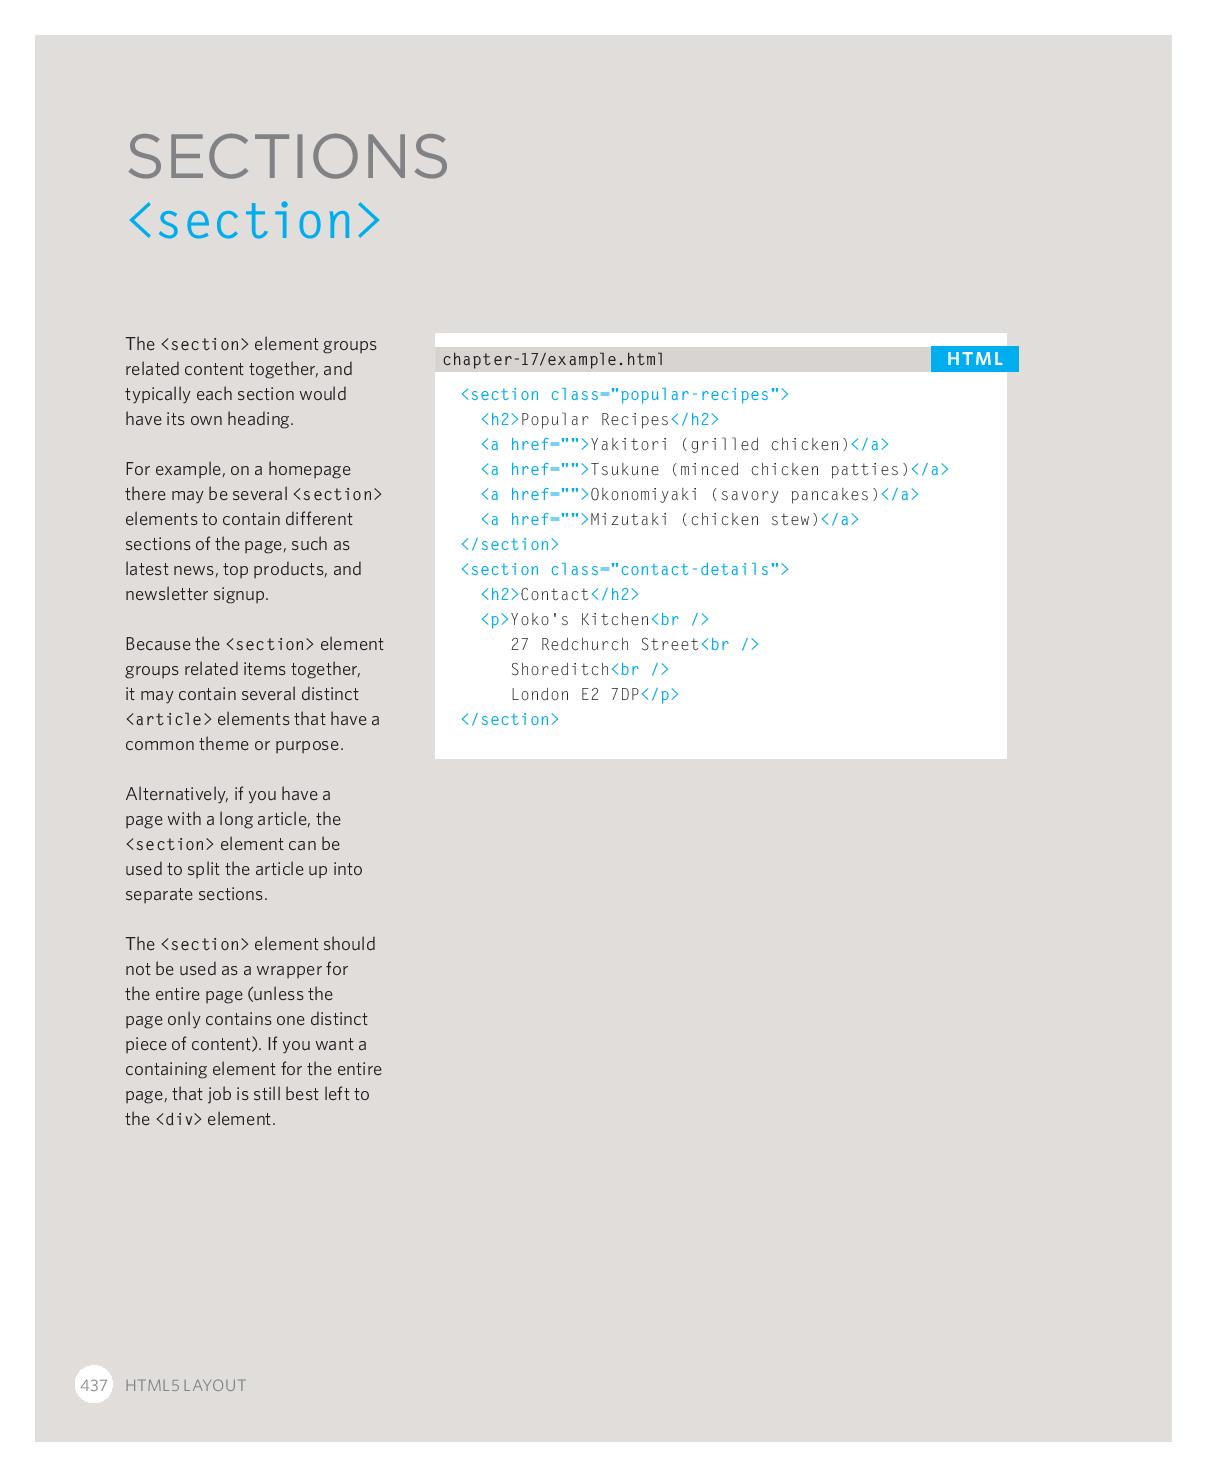 SECTIONS
<section>
The <section> element groups
related content together, and
typically each section would
have its own heading.
For example, on a homepage
there may be several <section>
elements to contain different
sections of the page, such as
latest news, top products, and
newsletter signup.
Because the <section> element
groups related items together,
it may contain several distinct
<article> elements that have a
common theme or purpose.
Alternatively, if you have a
page with a long article, the
<section> element can be
used to split the article up into
separate sections.
The <section> element should
not be used as a wrapper for
the entire page (unless the
page only contains one distinct
piece of content). If you want a
containing element for the entire
page, that job is still best left to
the <div> element.
chapter-17/example.html HTML
<section class="popular-recipes">
<h2>Popular Recipes</h2>
<a href="">Yakitori (grilled chicken)</a>
<a href="">Tsukune (minced chicken patties)</a>
<a href="">Okonomiyaki (savory pancakes)</a>
<a href="">Mizutaki (chicken stew)</a>
</section>
<section class="contact-details">
<h2>Contact</h2>
<p>Yoko's Kitchen<br />
27 Redchurch Street<br />
Shoreditch<br />
London E2 7DP</p>
</section>
437 HTML5 LAYOUT